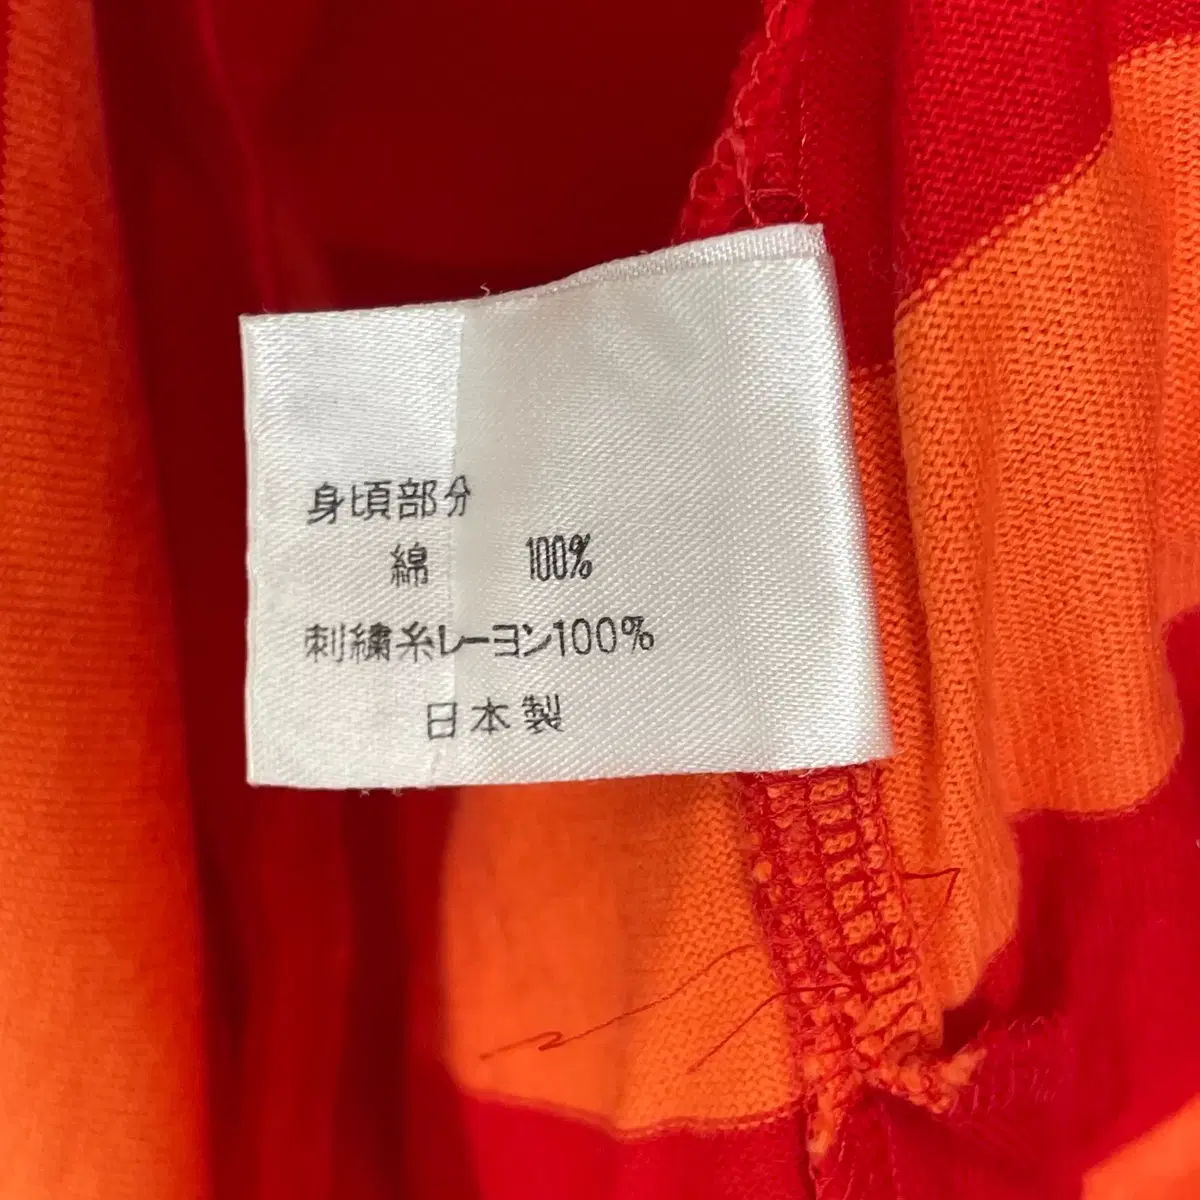 身頃部分
綿 100%
刺繍糸レーヨン100%
日本製